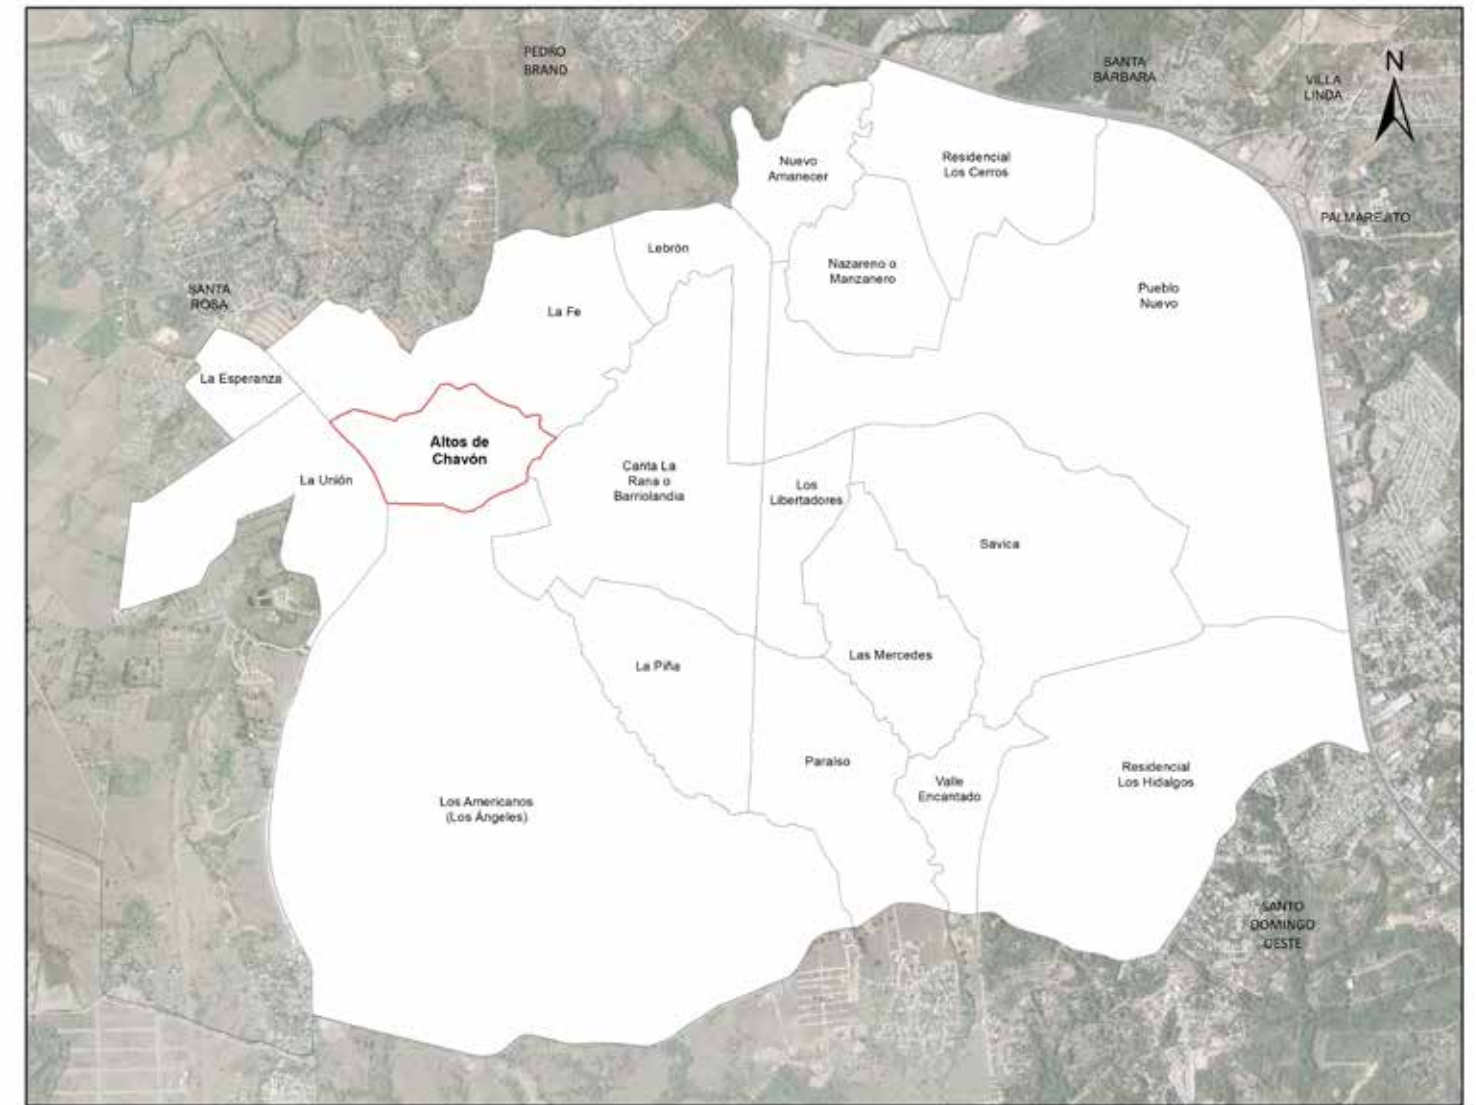 PEDRO
BRAND
SANTA
BÁRBARA
N
VILLA
LINDA
Nuevo
Amanecer
Residencial
Los Cerros
PALMAREJITO
Lebrón
Nazareno o
Manzanero
SANTA
ROSA
La Fe
Pueblo
Nuevo
La Esperanza
Altos de
Chavón
La Unión
Canta La
Rana o
Barriolandia
Los
Libertadores
Savica
La Piña
Las Mercedes
Paraíso
Valle
Encantado
Residencial
Los Hidalgos
Los Americanos
(Los Ángeles)
SANTO
DOMINGO
OESTE